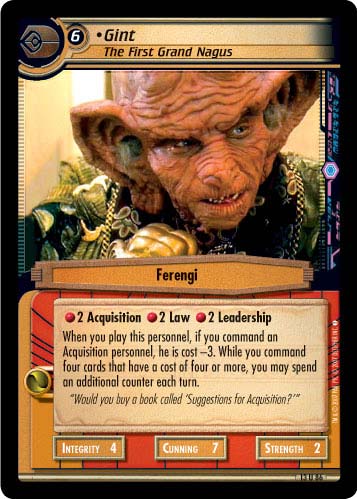 6 •Gint
The First Grand Nagus
Ferengi
2 Acquisition 2 Law 2 Leadership
When you play this personnel, if you command an
Acquisition personnel, he is cost –3. While you command
four cards that have a cost of four or more, you may spend
an additional counter each turn.
“Would you buy a book called ‘Suggestions for Acquisition?’”
INTEGRITY 4 CUNNING 7 STRENGTH 2